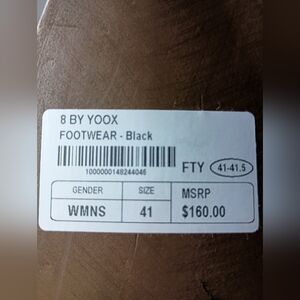 8 BY YOOX
FOOTWEAR - Black
1000000148244046
FTY 41-41.5
GENDER SIZE MSRP
WMNS 41 $160.00